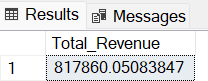 Results Messages
Total_Revenue
1 817860.05083847